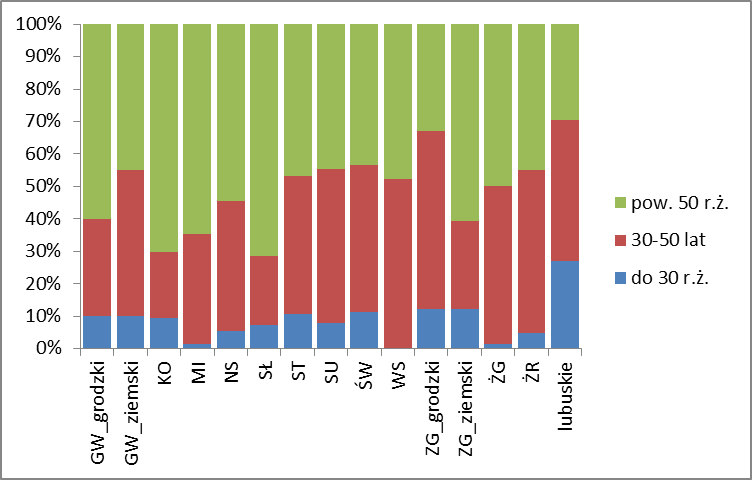 100%
90%
80%
70%
60%
50%
40%
30%
20%
10%
0%
GW_grodzki
GW_ziemski
KO
MI
NS
SŁ
ST
SU
ŚW
WS
ZG_grodzki
ZG_ziemski
ŻG
ŻR
lubuskie
pow. 50 r.ż.
30-50 lat
do 30 r.ż.